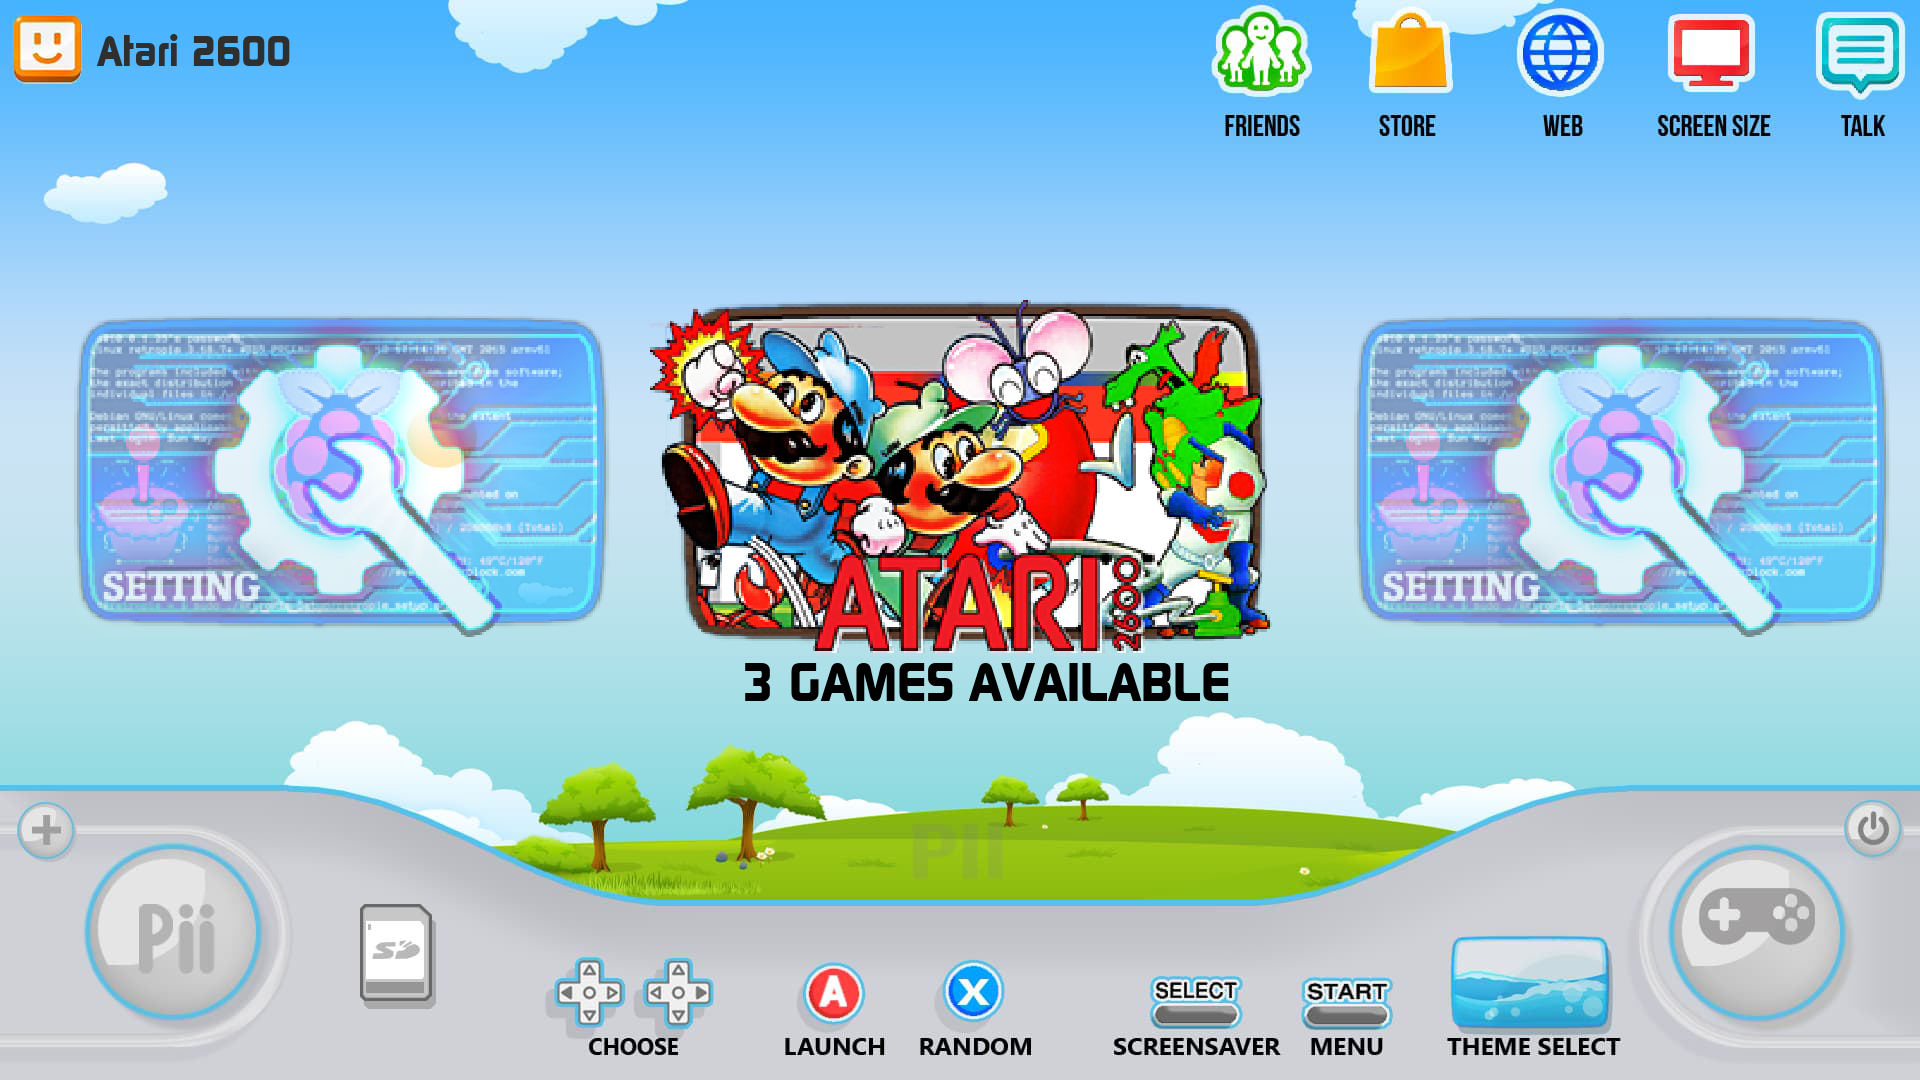 Atari 2600
FRIENDS
STORE
WEB
SCREEN SIZE
TALK
SETTING
ATARI 2600
SETTING
3 GAMES AVAILABLE
Pii
Pii
SD
SELECT
START
A
X
CHOOSE
LAUNCH
RANDOM
SCREENSAVER
MENU
THEME SELECT